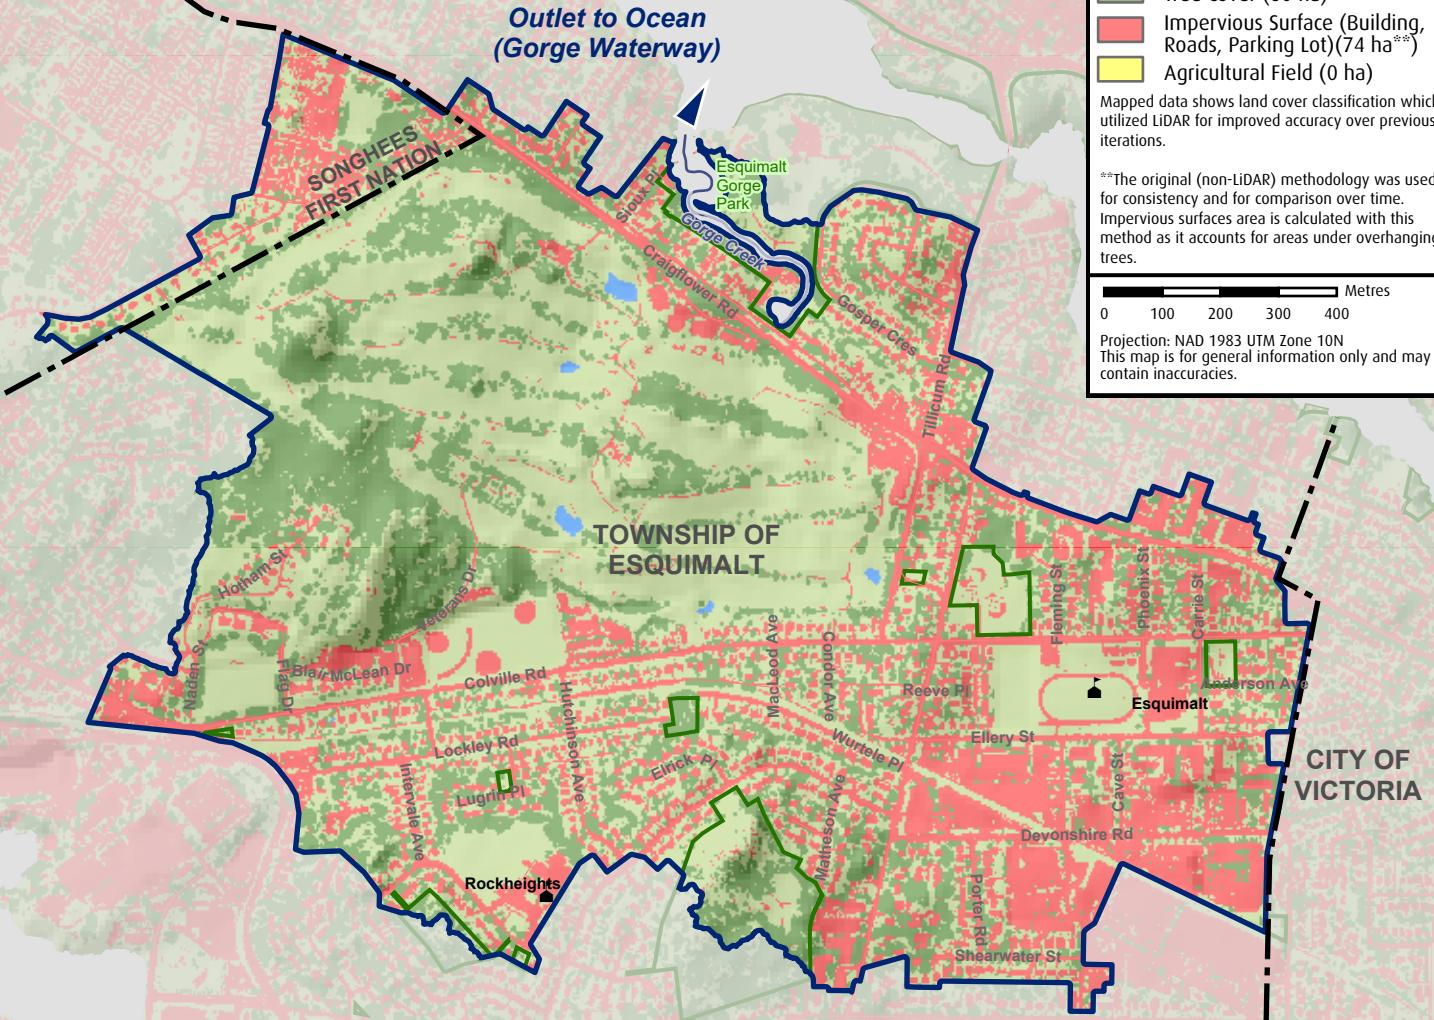 Outlet to Ocean
(Gorge Waterway)
Impervious Surface (Building,
Roads, Parking Lot)(74 ha**)
Agricultural Field (0 ha)
Mapped data shows land cover classification which
utilized LiDAR for improved accuracy over previous
iterations.
**The original (non-LiDAR) methodology was used
for consistency and for comparison over time.
Impervious surfaces area is calculated with this
method as it accounts for areas under overhanging
trees.
Metres
0 100 200 300 400
Projection: NAD 1983 UTM Zone 10N
This map is for general information only and may
contain inaccuracies.
SONGHEES
FIRST NATION
Esquimalt
Gorge
Park
Sioux Pl
Gorge Creek
Craigflower Rd
Gosper Cres
Tillicum Rd
TOWNSHIP OF
ESQUIMALT
Hotham St
Veterans Dr
Naden St
Flag Dr
Blair McLean Dr
Colville Rd
MacLeod Ave
Condor Ave
Fleming St
Phoenix St
Carrie St
Reeve Pl
Anderson Ave
Esquimalt
Ellery St
Hutchinson Ave
Lockley Rd
Wurtele Pl
Elrick Pl
Intervale Ave
Lugrin Pl
Matheson Ave
Cave St
Devonshire Rd
CITY OF
VICTORIA
Rockheights
Porter Rd
Shearwater St